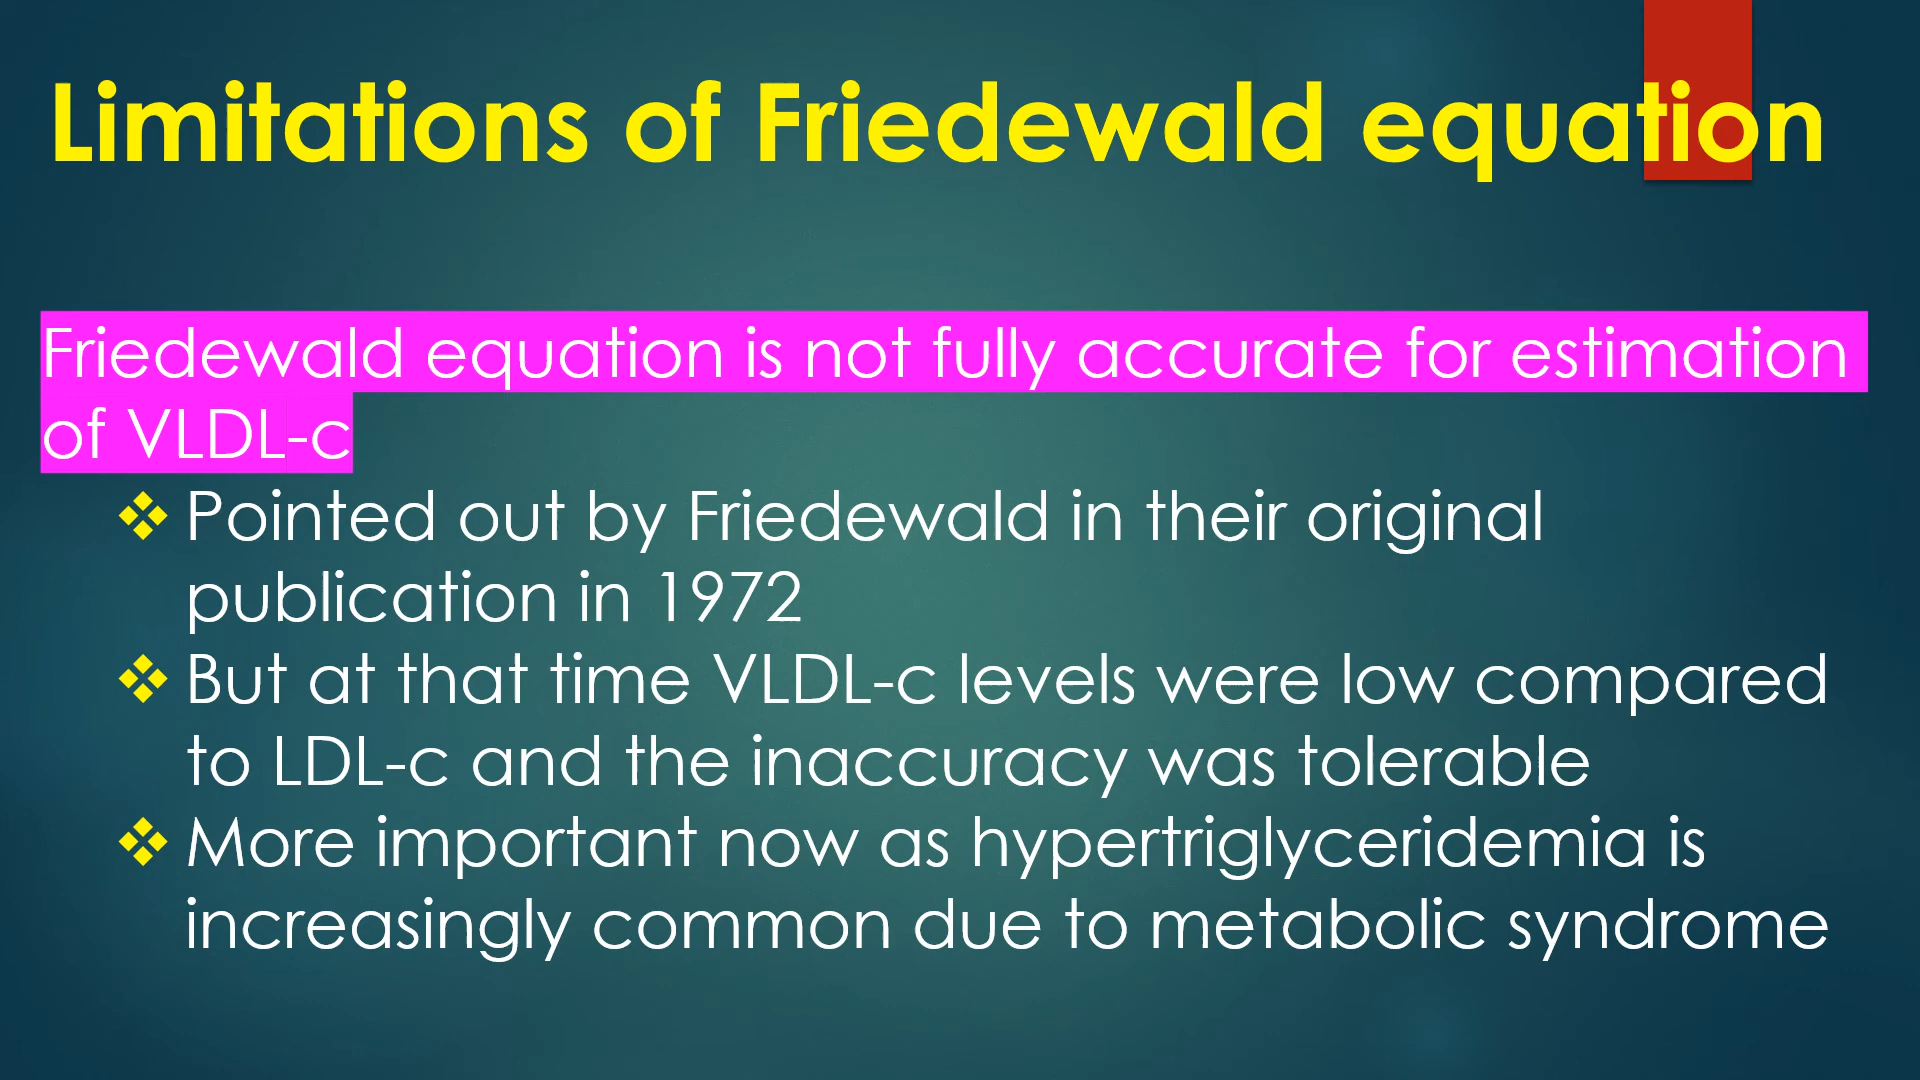 Limitations of Friedewald equation
Friedewald equation is not fully accurate for estimation
of VLDL-c
❖ Pointed out by Friedewald in their original
publication in 1972
❖ But at that time VLDL-c levels were low compared
to LDL-c and the inaccuracy was tolerable
❖ More important now as hypertriglyceridemia is
increasingly common due to metabolic syndrome